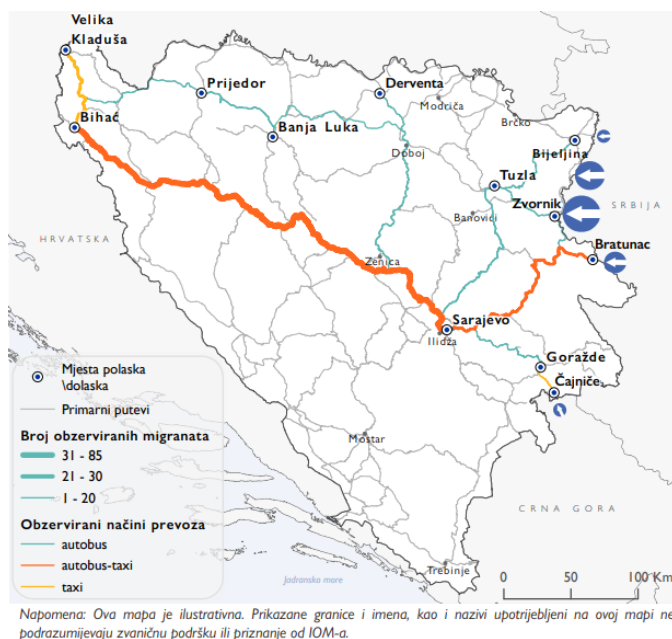 Velika
Kladuša
Prijedor
Derventa
Modriča
Brčko
Bihać
Banja Luka
Doboj
Bijeljina
Tuzla
Zvornik
SRBIJA
Banovići
HRVATSKA
Bratunac
Zenica
Sarajevo
Ilidža
Goražde
Čajniče
Mostar
CRNA GORA
Trebinje
Jadransko more
Mjesta polaska
\dolaska
Primarni putevi
Broj obzerviranih migranata
31 - 85
21 - 30
1 - 20
Obzervirani načini prevoza
autobus
autobus-taxi
taxi
0 50 100 Km
Napomena: Ova mapa je ilustrativna. Prikazane granice i imena, kao i nazivi upotrijebljeni na ovoj mapi ne
podrazumijevaju zvaničnu podršku ili priznanje od IOM-a.